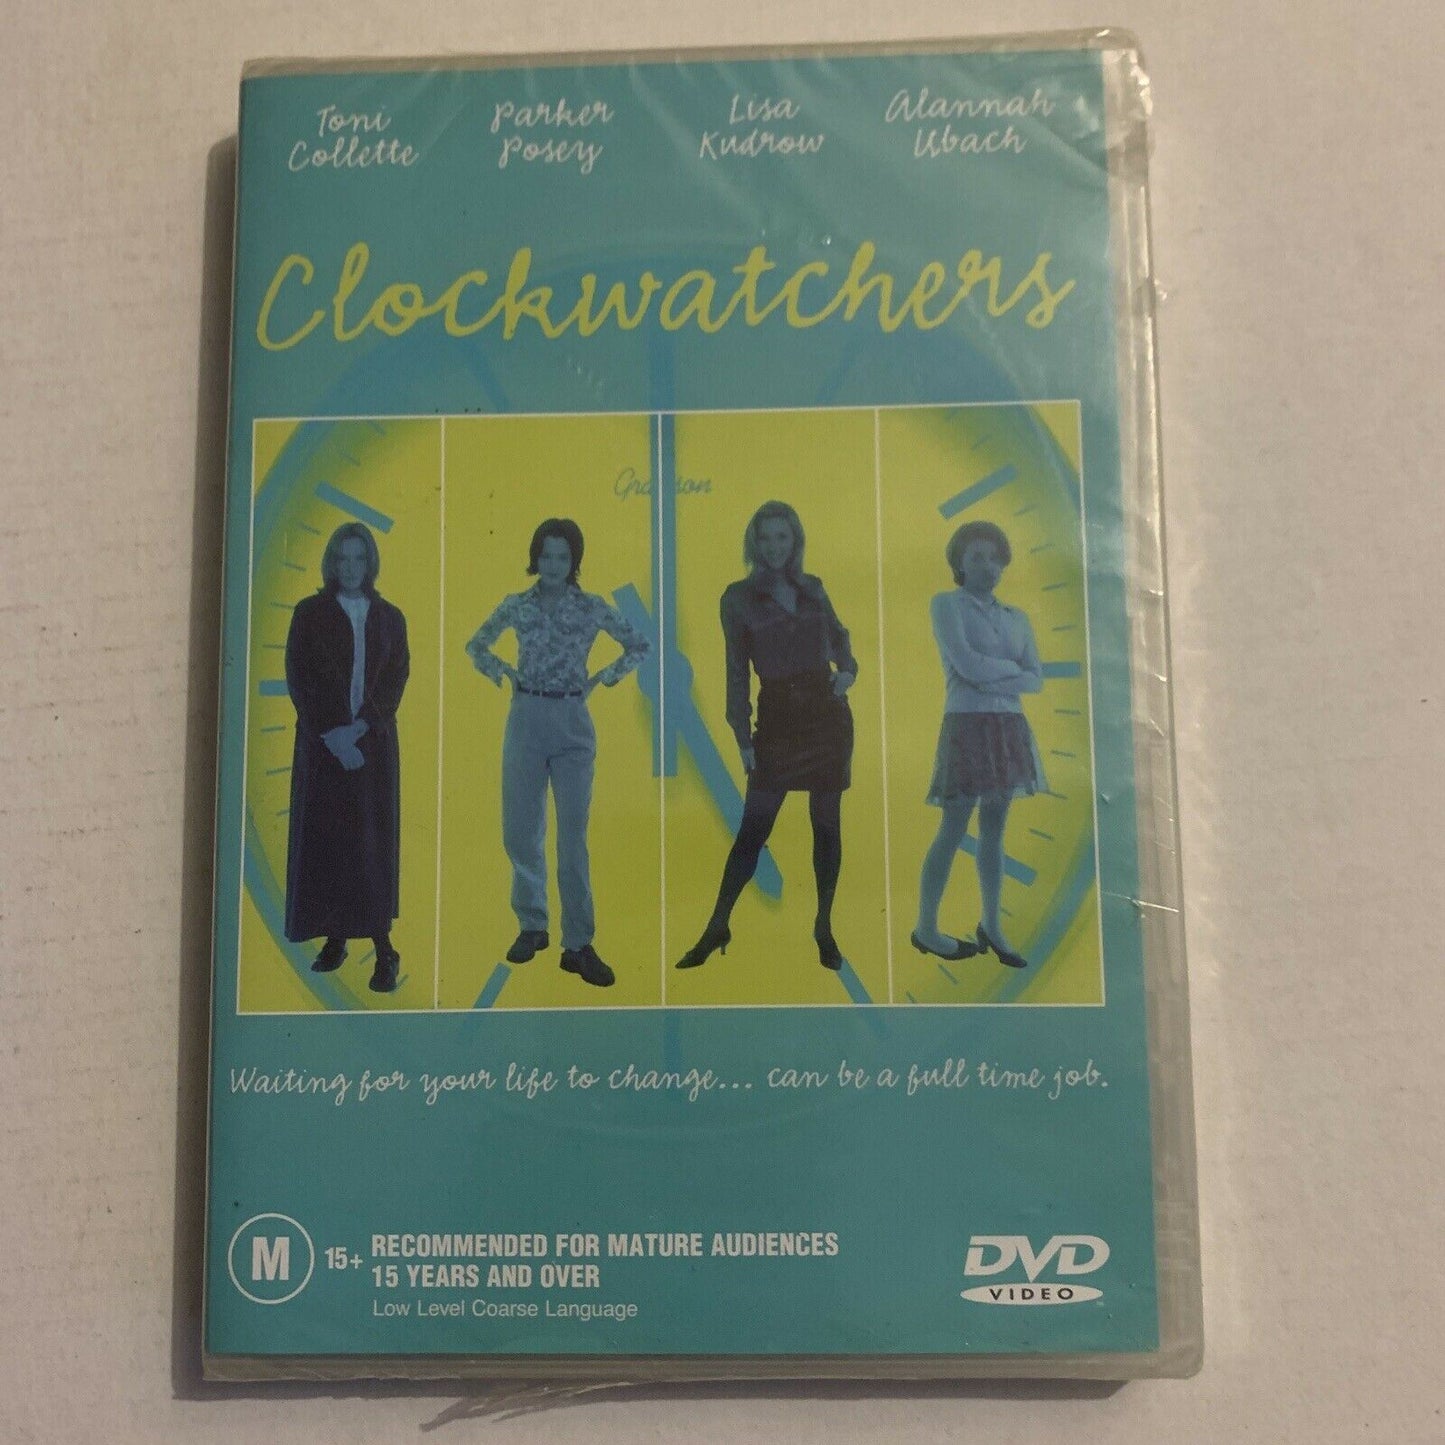 Toni Collette
Parker Posey
Lisa Kudrow
Alannah Ubach
Clockwatchers
Waiting for your life to change... can be a full time job.
M
15+ RECOMMENDED FOR MATURE AUDIENCES
15 YEARS AND OVER
Low Level Coarse Language
DVD
VIDEO